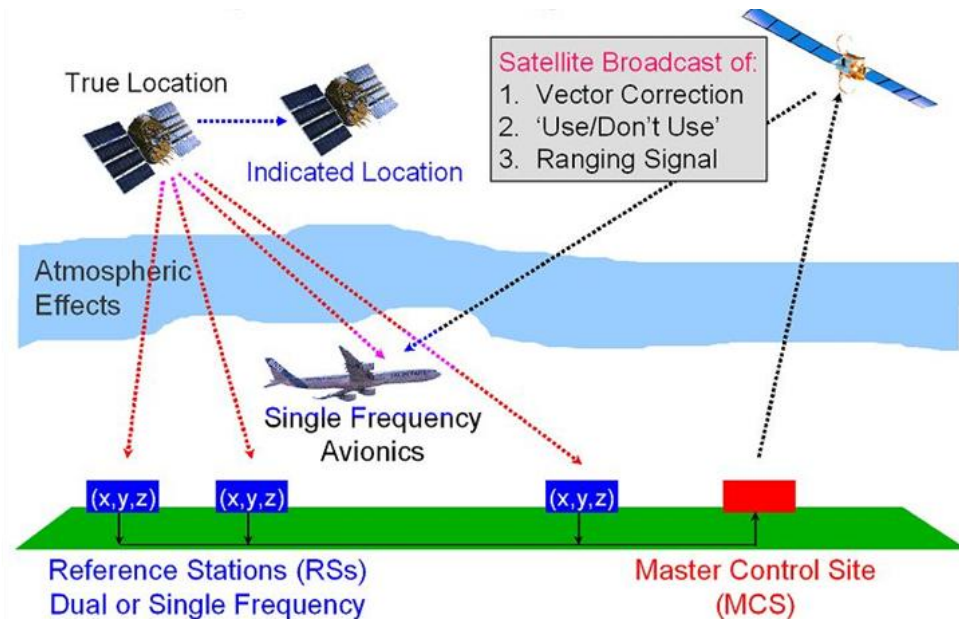 True Location
Indicated Location
Satellite Broadcast of:
1. Vector Correction
2. ‘Use/Don’t Use’
3. Ranging Signal
Atmospheric
Effects
Single Frequency
Avionics
(x,y,z)
(x,y,z)
(x,y,z)
Reference Stations (RSs)
Dual or Single Frequency
Master Control Site
(MCS)